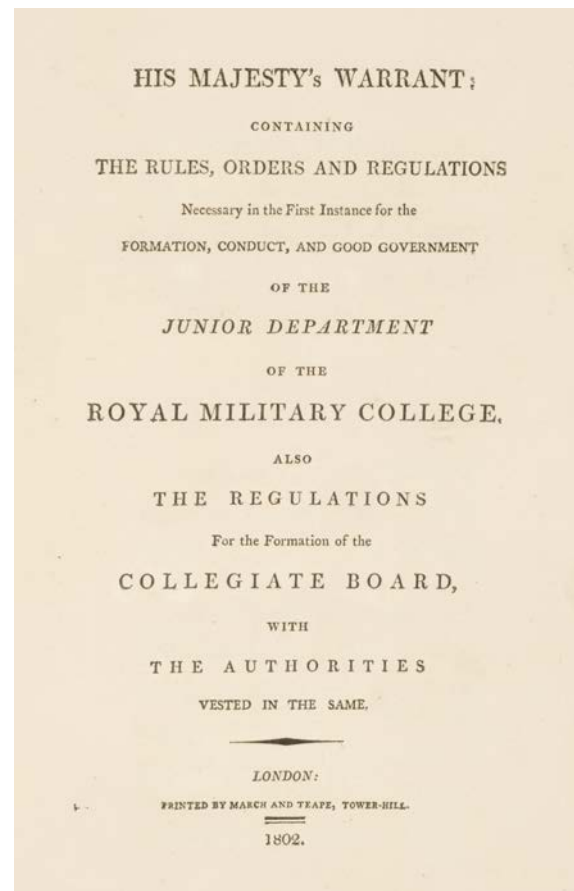 HIS MAJESTY's WARRANT;
CONTAINING
THE RULES, ORDERS AND REGULATIONS
Necessary in the First Instance for the
FORMATION, CONDUCT, AND GOOD GOVERNMENT
OF THE
JUNIOR DEPARTMENT
OF THE
ROYAL MILITARY COLLEGE,
ALSO
THE REGULATIONS
For the Formation of the
COLLEGIATE BOARD,
WITH
THE AUTHORITIES
VESTED IN THE SAME.
LONDON:
PRINTED BY MARCH AND TEAPE, TOWER-HILL.
1802.